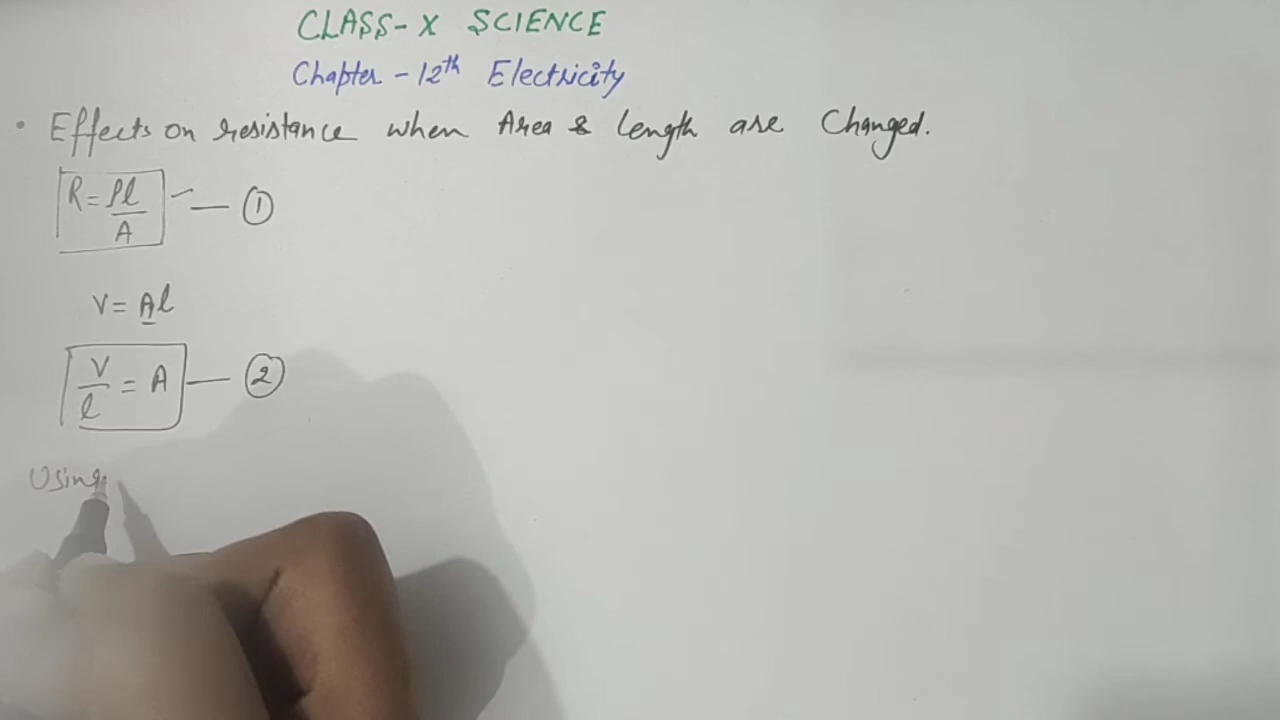 CLASS-X SCIENCE
Chapter - 12th Electricity
• Effects on resistance when Area & length are Changed.
R = ρl/A — ①
V = Al
V/l = A — ②
Using